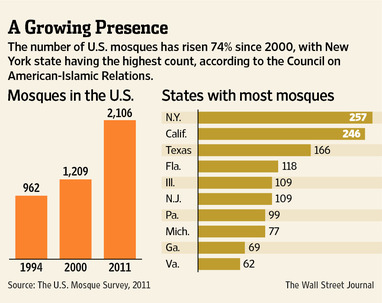 A Growing Presence
The number of U.S. mosques has risen 74% since 2000, with New
York state having the highest count, according to the Council on
American-Islamic Relations.
Mosques in the U.S.
2,106
1,209
962
1994 2000 2011
States with most mosques
N.Y. 257
Calif. 246
Texas 166
Fla. 118
Ill. 109
N.J. 109
Pa. 99
Mich. 77
Ga. 69
Va. 62
Source: The U.S. Mosque Survey, 2011
The Wall Street Journal